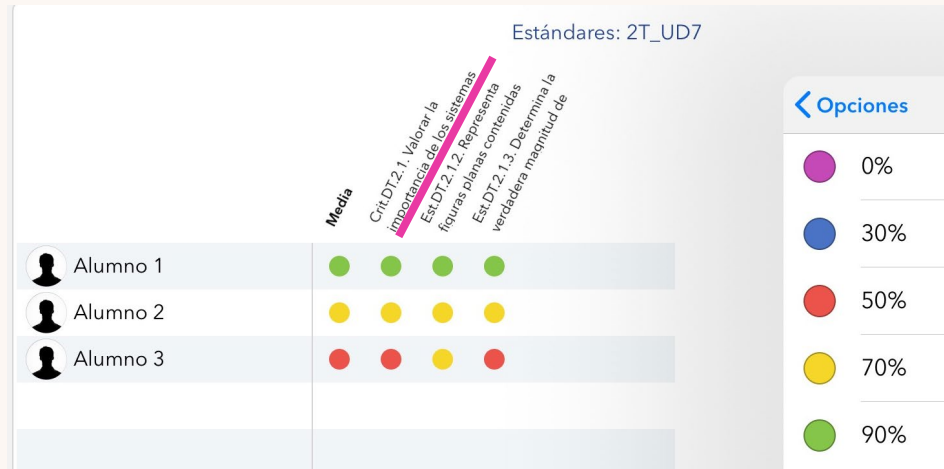 Estándares: 2T_UD7
Media
Crit.DT.2.1. Valorar la
importancia de los sistemas
Est.DT.2.1.2. Representa
figuras planas contenidas
Est.DT.2.1.3. Determina la
verdadera magnitud de
Alumno 1
Alumno 2
Alumno 3
Opciones
0%
30%
50%
70%
90%